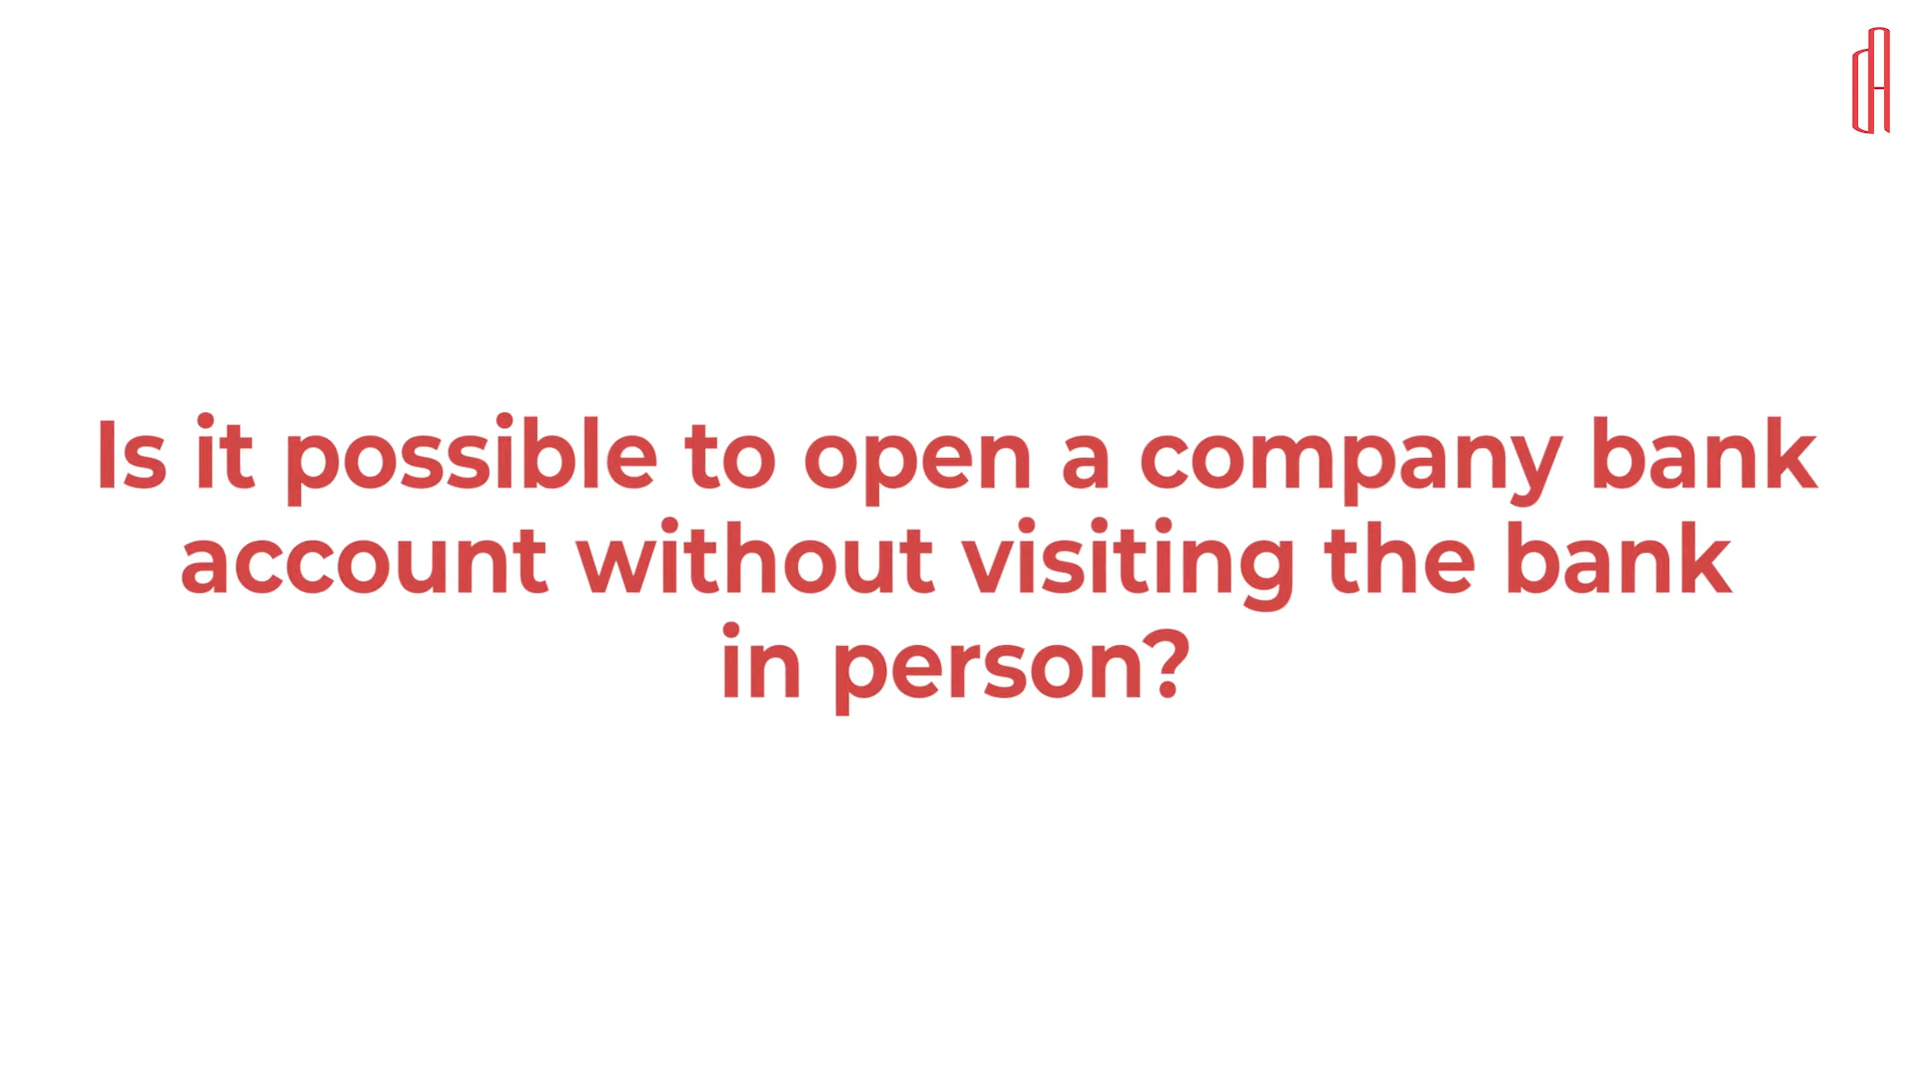 Is it possible to open a company bank
account without visiting the bank
in person?